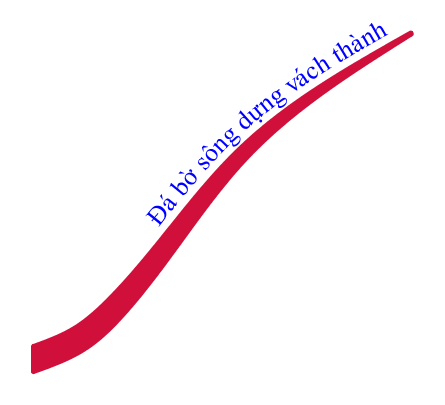 Đá bờ sông dựng vách thành